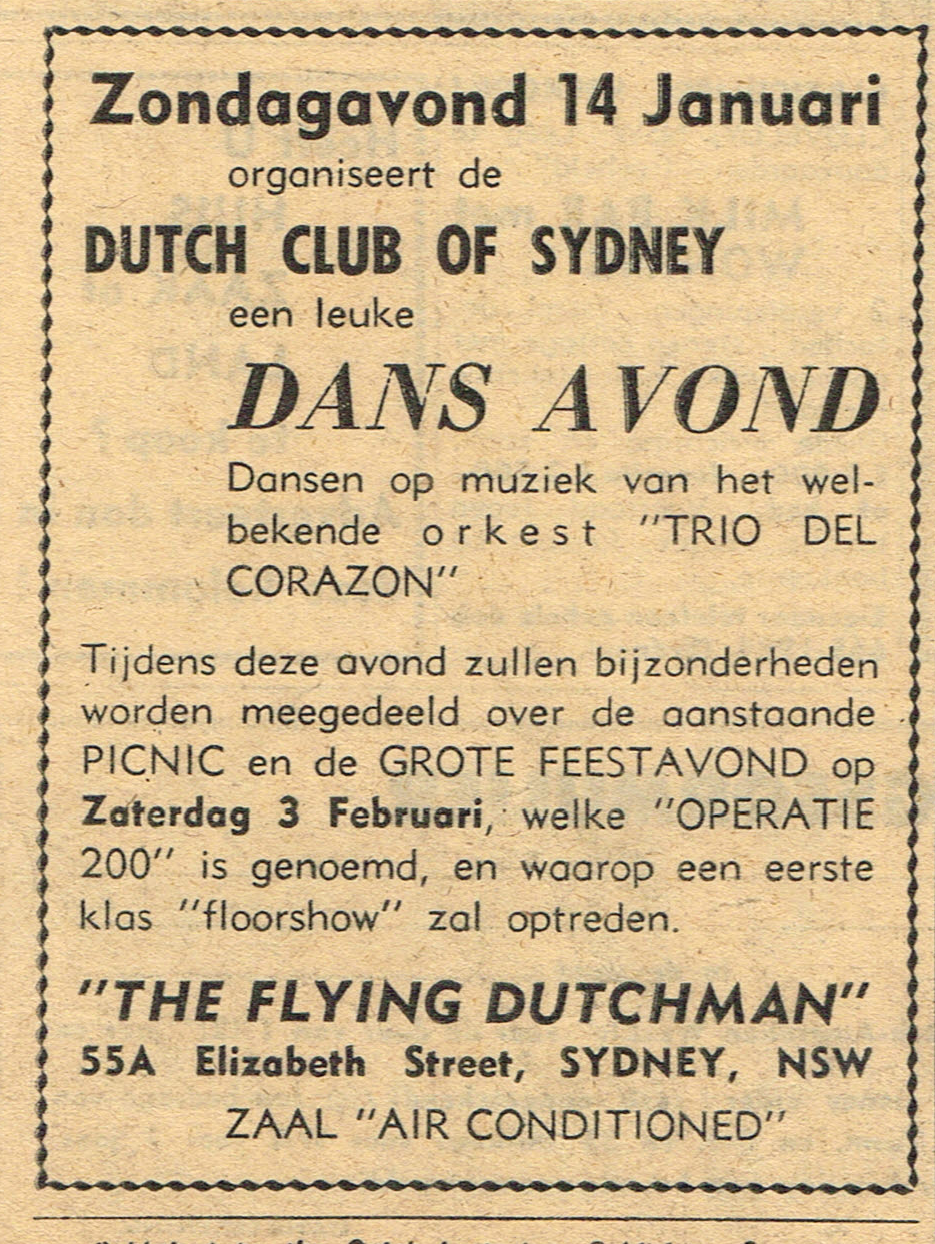 Zondagavond 14 Januari
organiseert de
DUTCH CLUB OF SYDNEY
een leuke
DANS AVOND
Dansen op muziek van het wel-
bekende orkest "TRIO DEL
CORAZON"
Tijdens deze avond zullen bijzonderheden
worden meegedeeld over de aanstaande
PICNIC en de GROTE FEESTAVOND op
Zaterdag 3 Februari, welke "OPERATIE
200" is genoemd, en waarop een eerste
klas "floorshow" zal optreden.
"THE FLYING DUTCHMAN"
55A Elizabeth Street, SYDNEY, NSW
ZAAL "AIR CONDITIONED"